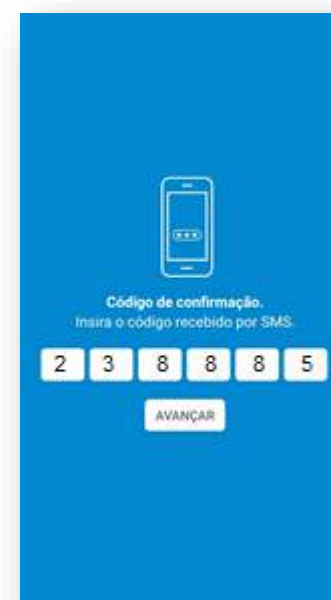 Código de confirmação.
Insira o código recebido por SMS.
2 3 8 8 8 5
AVANÇAR